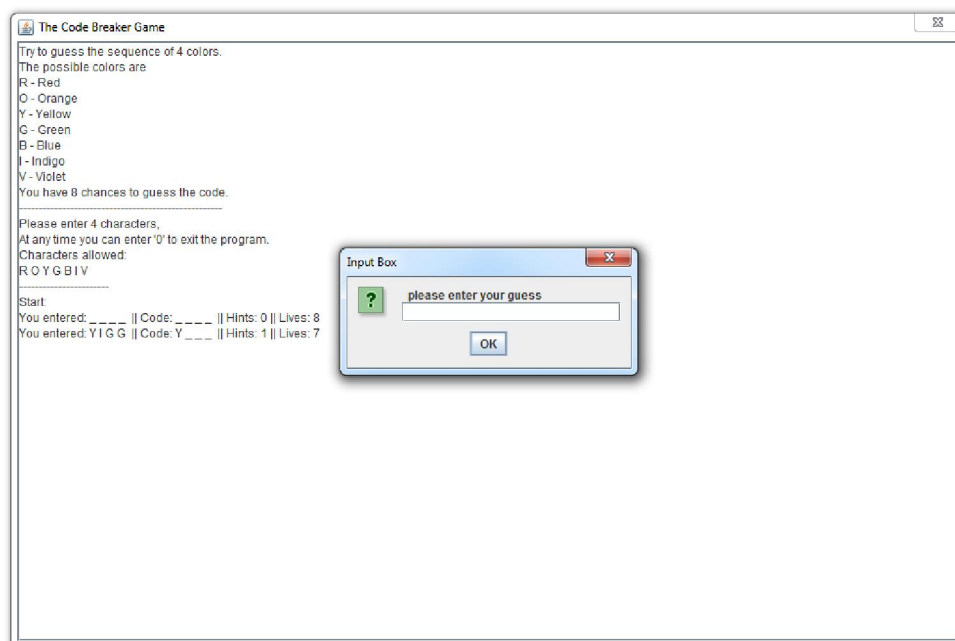 The Code Breaker Game
Try to guess the sequence of 4 colors.
The possible colors are
R - Red
O - Orange
Y - Yellow
G - Green
B - Blue
I - Indigo
V - Violet
You have 8 chances to guess the code.
----------------------------------------------------
Please enter 4 characters,
At any time you can enter '0' to exit the program.
Characters allowed:
R O Y G B I V
-----------------------
Start:
You entered: _ _ _ _ || Code: _ _ _ _ || Hints: 0 || Lives: 8
You entered: Y I G G || Code: Y _ _ _ || Hints: 1 || Lives: 7
Input Box
?
please enter your guess
OK